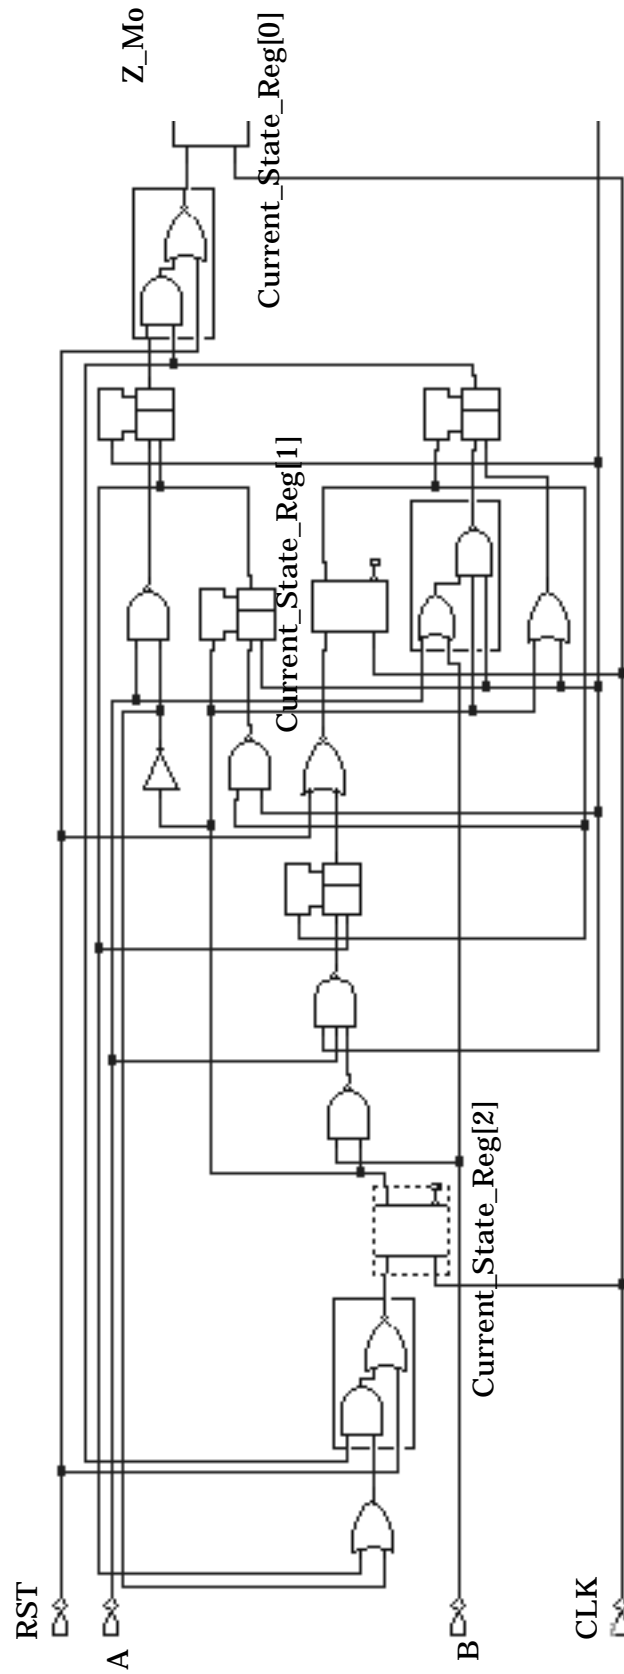 Z_Mo
Current_State_Reg[0]
Current_State_Reg[1]
Current_State_Reg[2]
RST
A
B
CLK